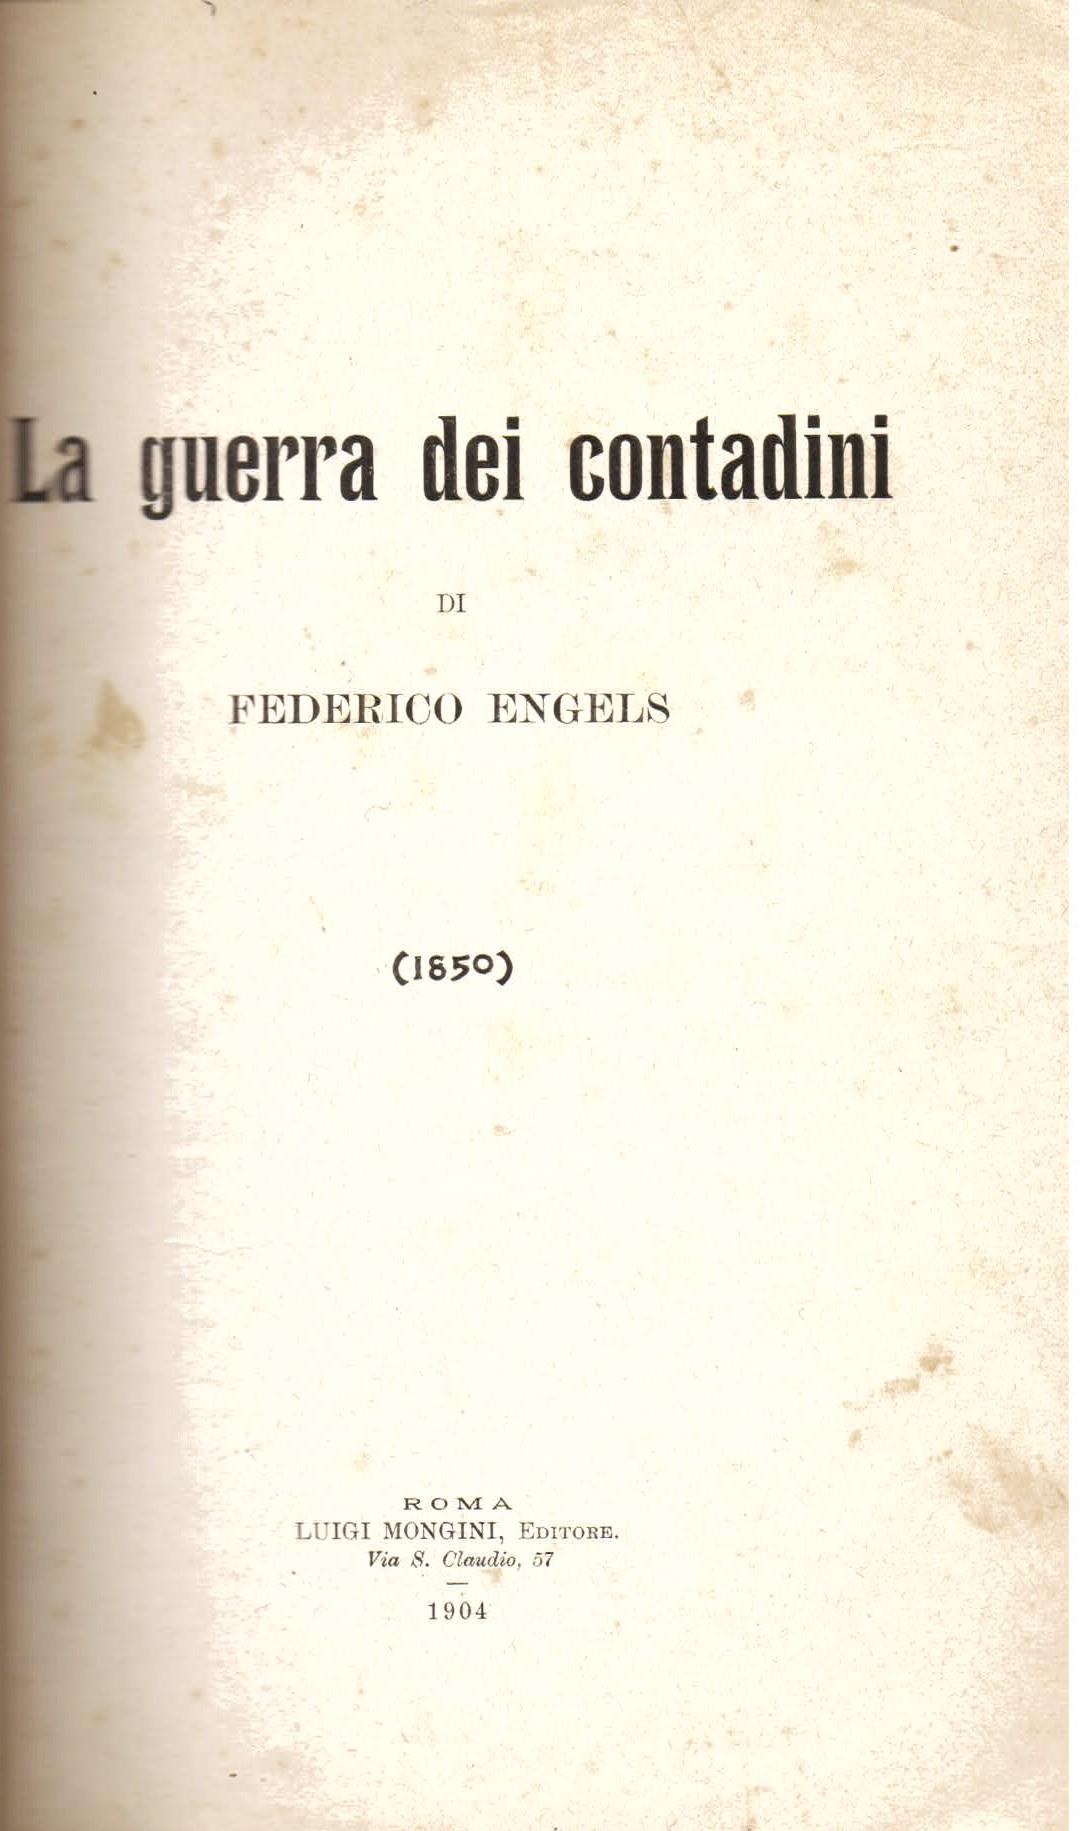 La guerra dei contadini
DI
FEDERICO ENGELS
(1850)
ROMA
LUIGI MONGINI, EDITORE.
Via S. Claudio, 57
1904